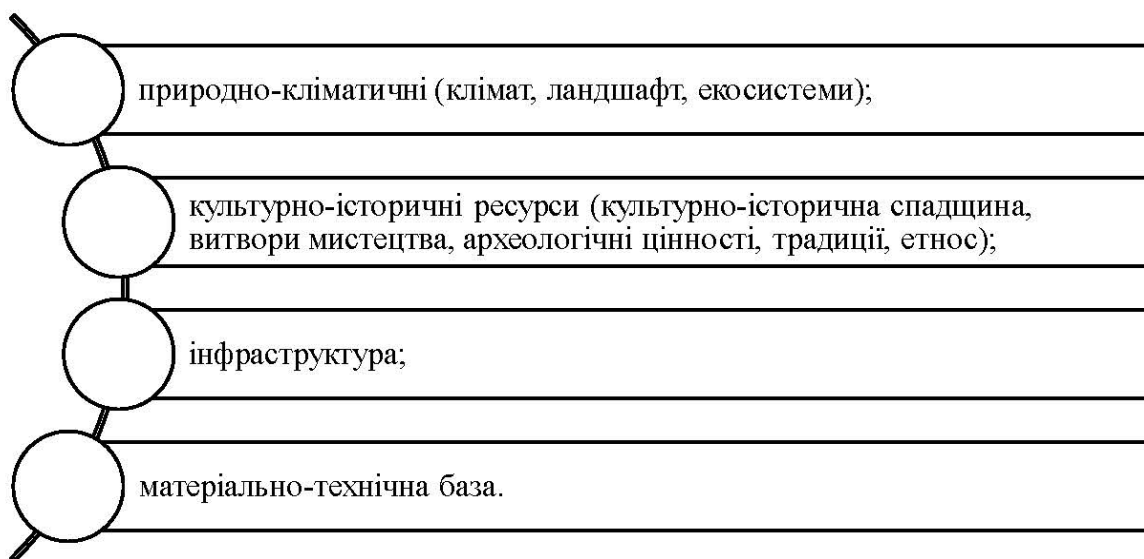 природно-кліматичні (клімат, ландшафт, екосистеми);
культурно-історичні ресурси (культурно-історична спадщина,
витвори мистецтва, археологічні цінності, традиції, етнос);
інфраструктура;
матеріально-технічна база.